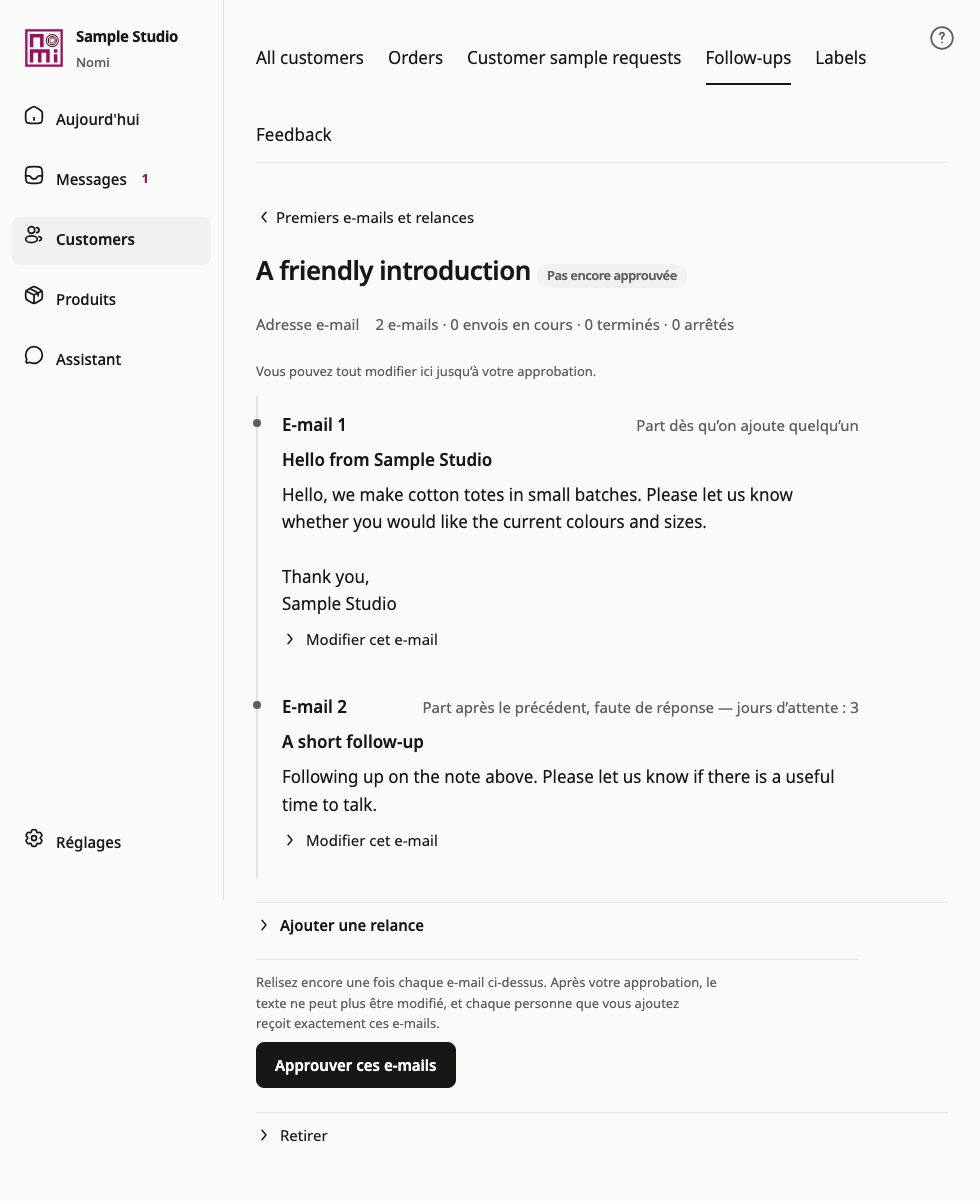 Sample Studio
Nomi
Aujourd'hui
Messages 1
Customers
Produits
Assistant
Réglages
?
All customers Orders Customer sample requests Follow-ups Labels
Feedback
Premiers e-mails et relances
A friendly introduction Pas encore approuvée
Adresse e-mail 2 e-mails · 0 envois en cours · 0 terminés · 0 arrêtés
Vous pouvez tout modifier ici jusqu’à votre approbation.
E-mail 1 Part dès qu’on ajoute quelqu’un
Hello from Sample Studio
Hello, we make cotton totes in small batches. Please let us know
whether you would like the current colours and sizes.
Thank you,
Sample Studio
Modifier cet e-mail
E-mail 2 Part après le précédent, faute de réponse — jours d’attente : 3
A short follow-up
Following up on the note above. Please let us know if there is a useful
time to talk.
Modifier cet e-mail
Ajouter une relance
Relisez encore une fois chaque e-mail ci-dessus. Après votre approbation, le
texte ne peut plus être modifié, et chaque personne que vous ajoutez
reçoit exactement ces e-mails.
Approuver ces e-mails
Retirer